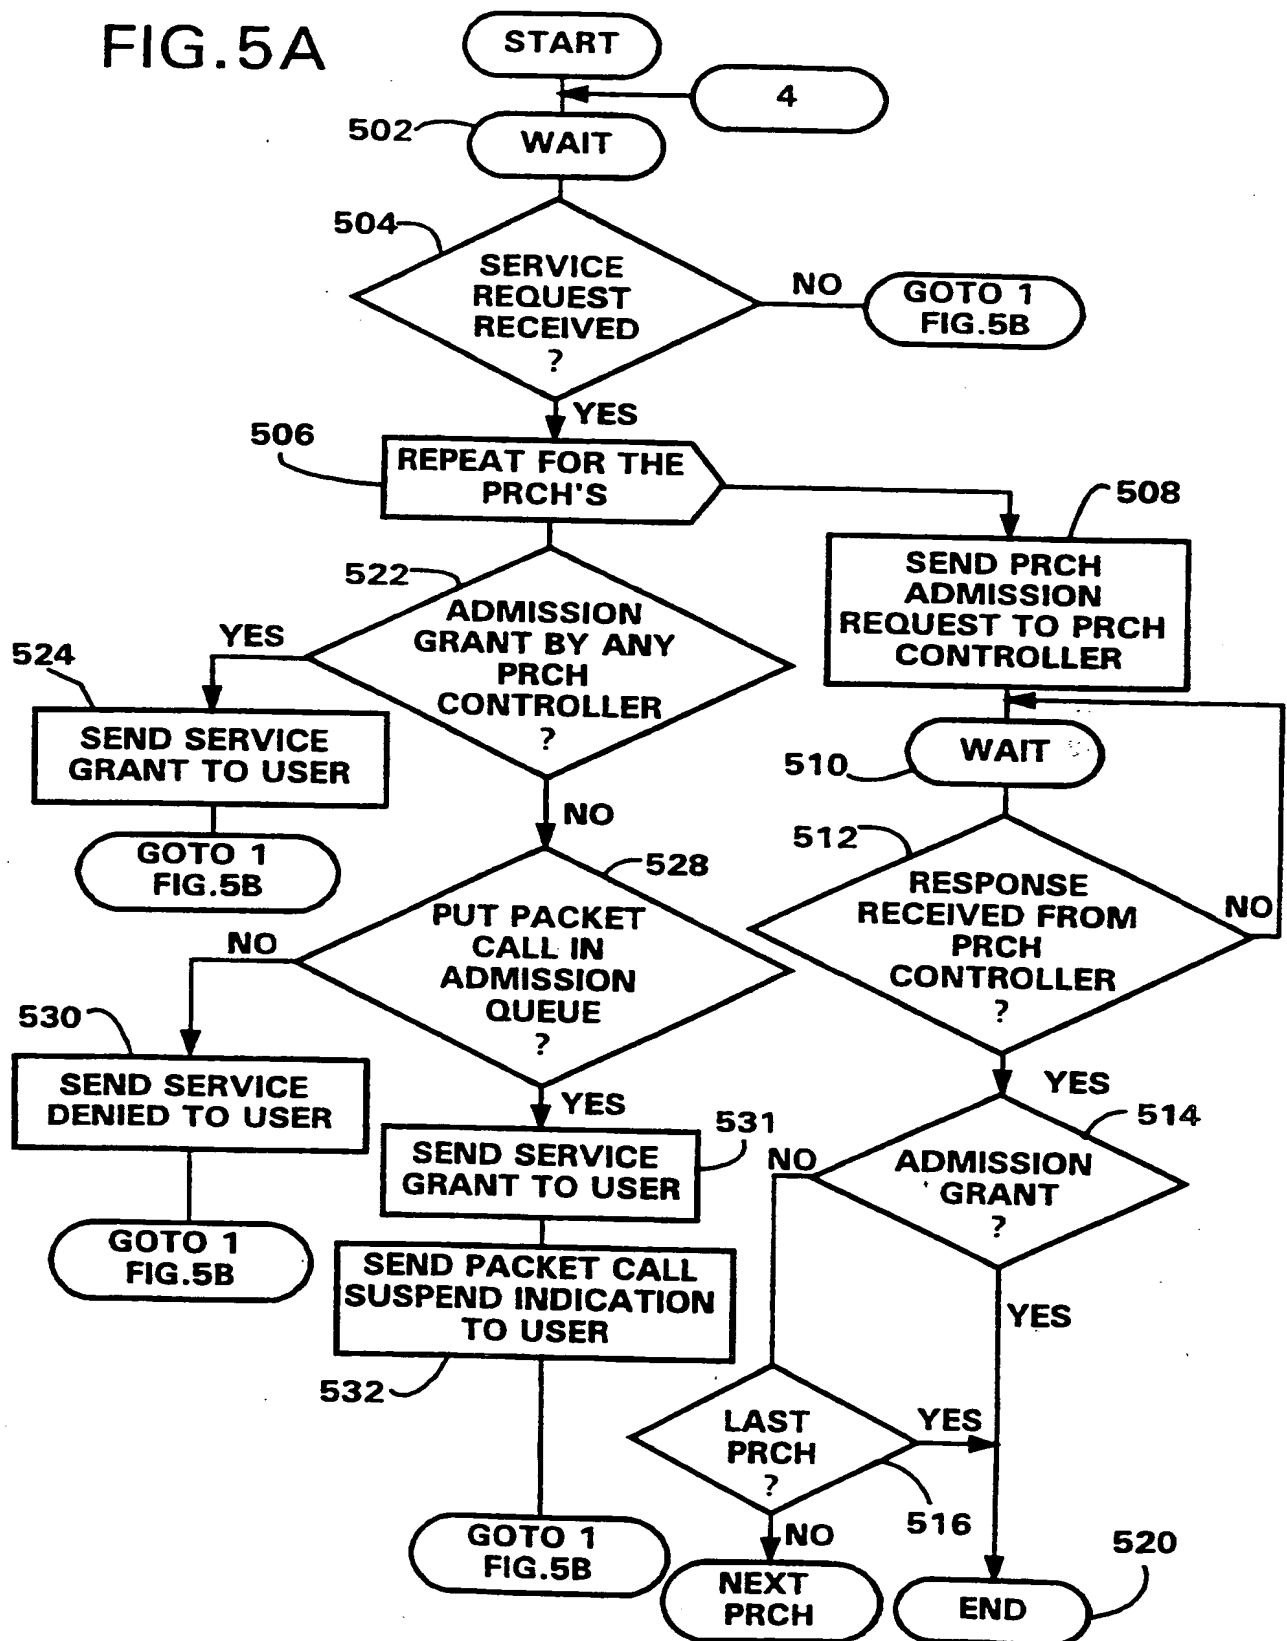 FIG.5A
START
4
502
WAIT
504
SERVICE
REQUEST
RECEIVED
?
NO
GOTO 1
FIG.5B
YES
506
REPEAT FOR THE
PRCH'S
508
SEND PRCH
ADMISSION
REQUEST TO PRCH
CONTROLLER
522
ADMISSION
GRANT BY ANY
PRCH
CONTROLLER
?
YES
524
SEND SERVICE
GRANT TO USER
GOTO 1
FIG.5B
NO
510
WAIT
512
RESPONSE
RECEIVED FROM
PRCH
CONTROLLER
?
NO
528
PUT PACKET
CALL IN
ADMISSION
QUEUE
?
NO
530
SEND SERVICE
DENIED TO USER
GOTO 1
FIG.5B
YES
531
SEND SERVICE
GRANT TO USER
SEND PACKET CALL
SUSPEND INDICATION
TO USER
532
GOTO 1
FIG.5B
YES
514
ADMISSION
GRANT
?
NO
YES
LAST
PRCH
?
YES
516
NO
NEXT
PRCH
520
END